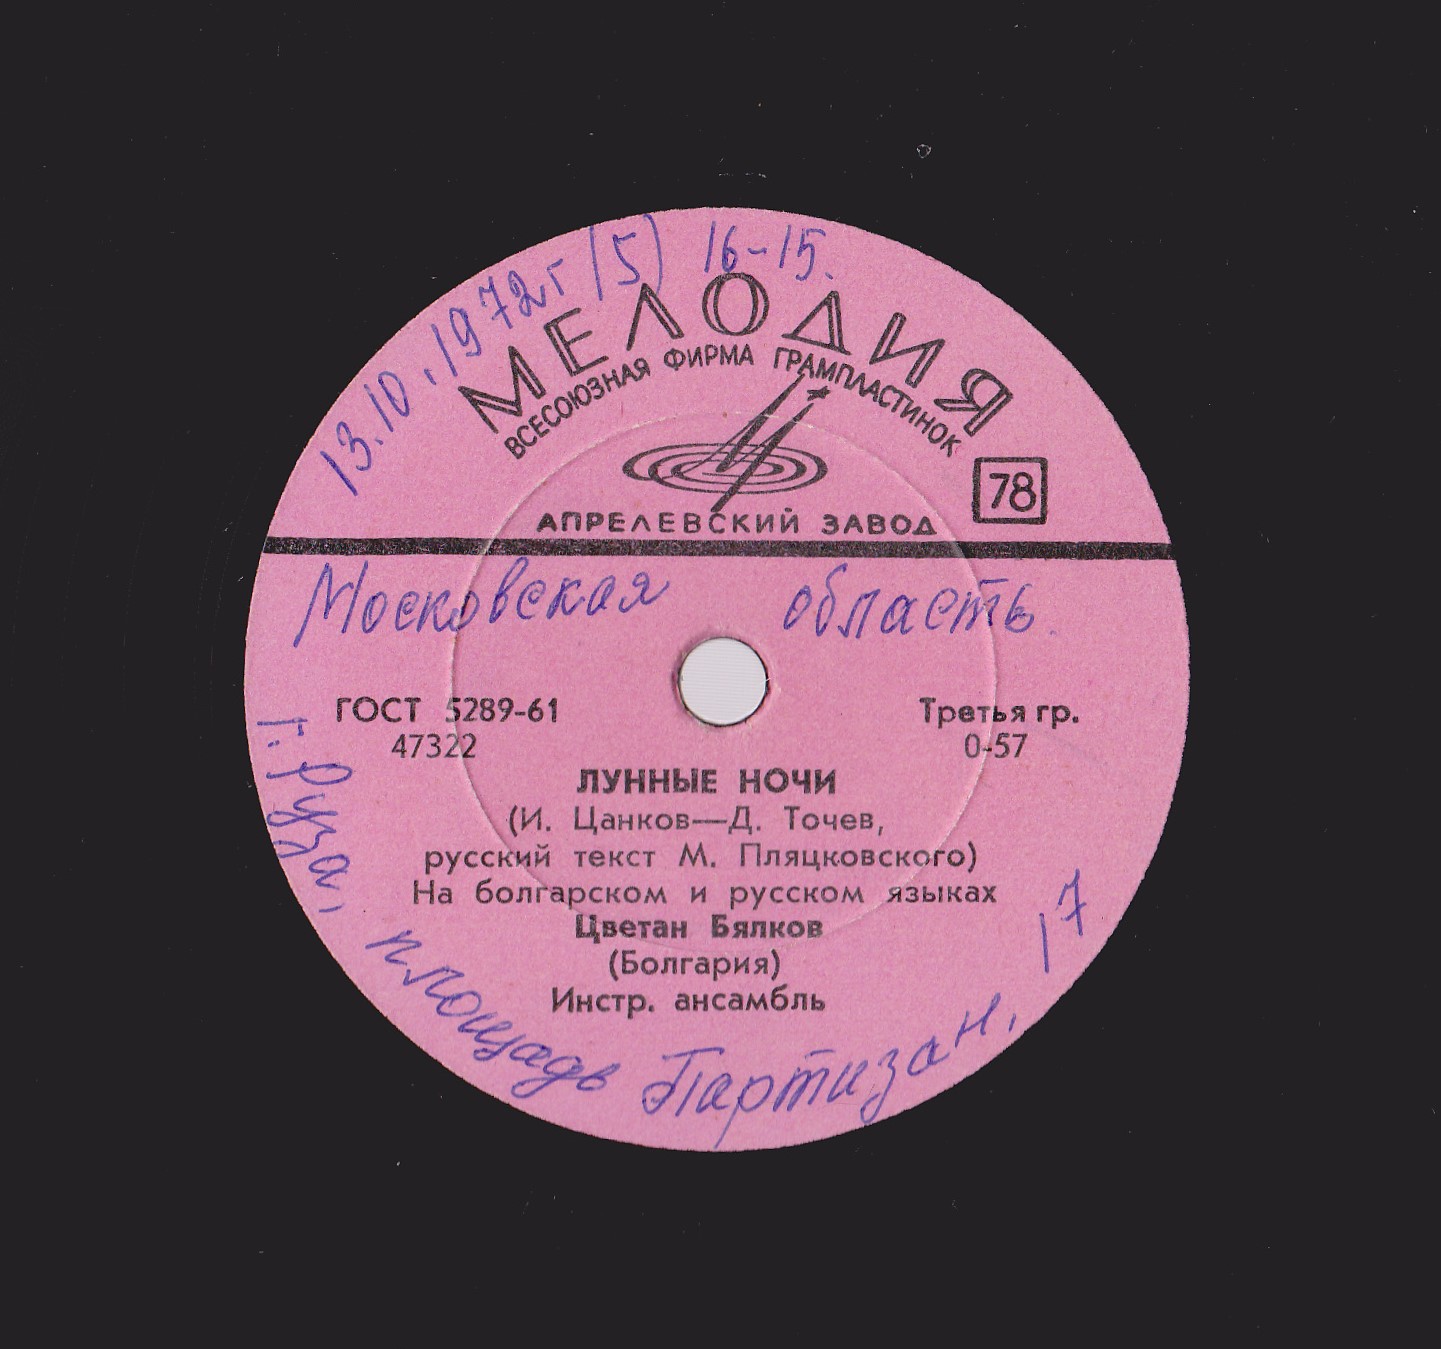 13.10.1972г (5) 16-15.
МЕЛОДИЯ
ВСЕСОЮЗНАЯ ФИРМА ГРАМПЛАСТИНОК
АПРЕЛЕВСКИЙ ЗАВОД
78
Московская область.
ГОСТ 5289-61
47322
Третья гр.
0-57
ЛУННЫЕ НОЧИ
(И. Цанков—Д. Точев,
русский текст М. Пляцковского)
На болгарском и русском языках
Цветан Бялков
(Болгария)
Инстр. ансамбль
г. Руза, площадь Партизан, 17